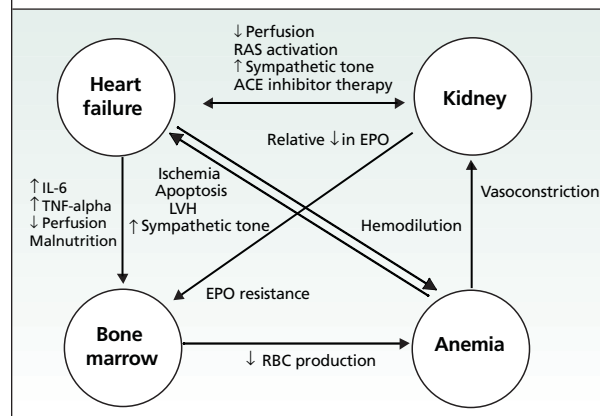 ↓ Perfusion
RAS activation
↑ Sympathetic tone
ACE inhibitor therapy
Heart
failure
Kidney
Relative ↓ in EPO
Ischemia
Apoptosis
LVH
↑ Sympathetic tone
↑ IL-6
↑ TNF-alpha
↓ Perfusion
Malnutrition
Vasoconstriction
Hemodilution
EPO resistance
Bone
marrow
↓ RBC production
Anemia